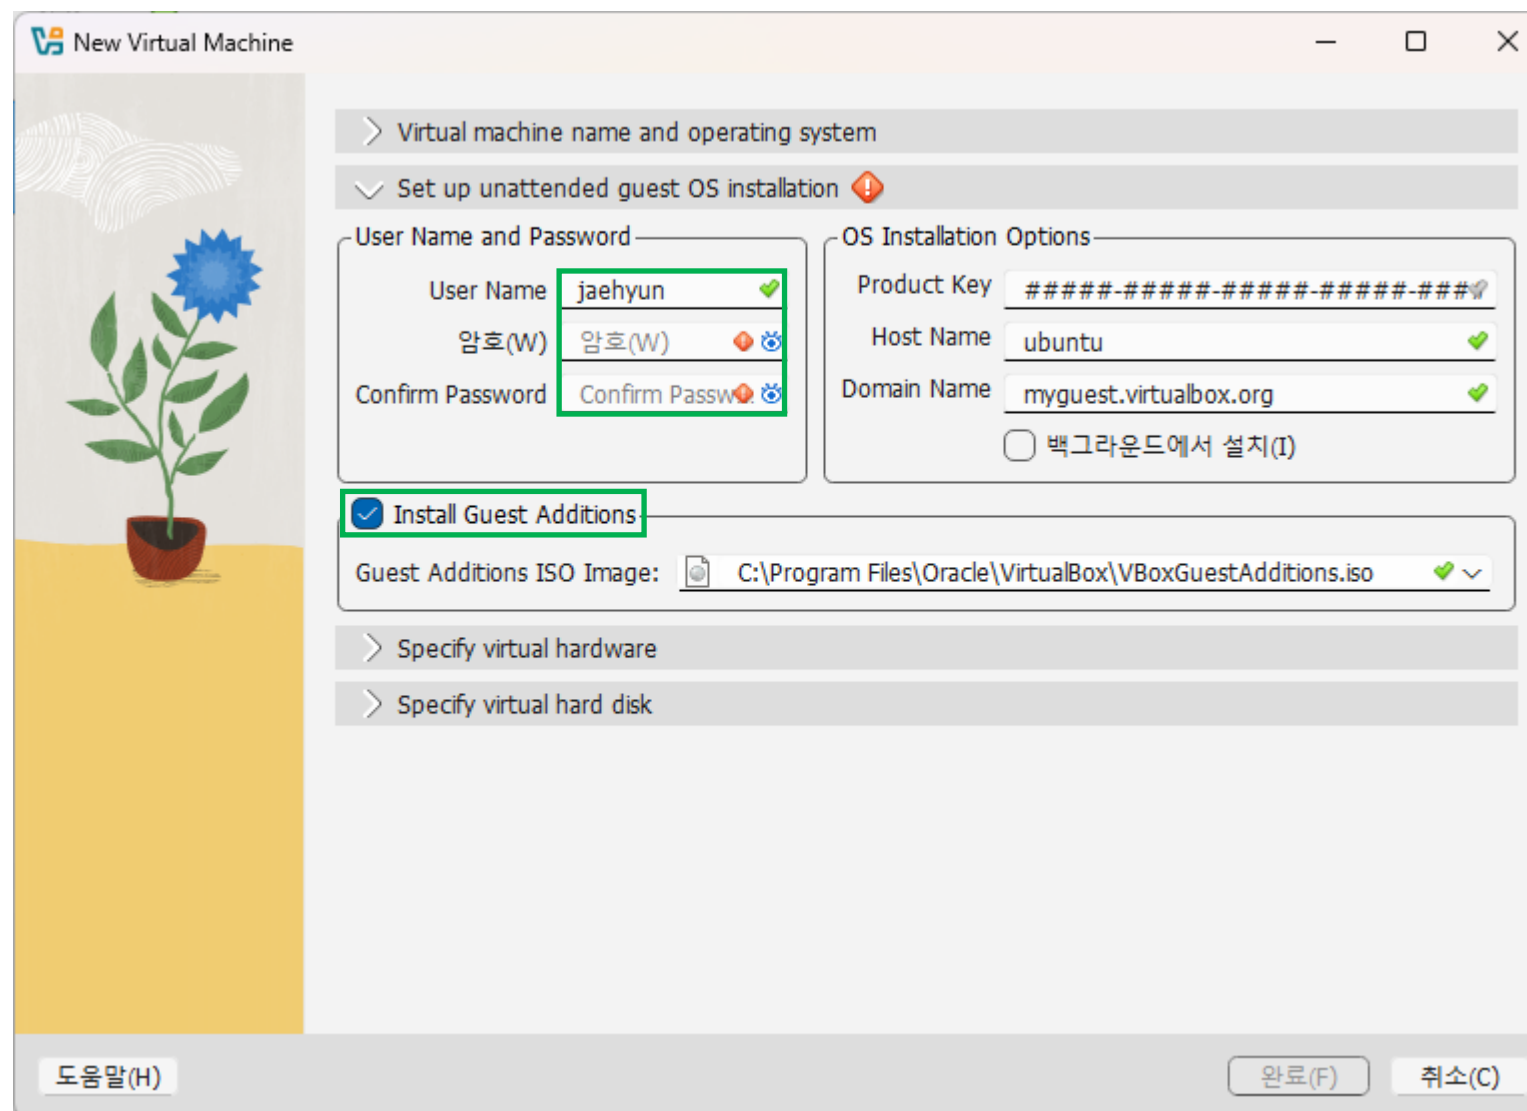 New Virtual Machine
Virtual machine name and operating system
Set up unattended guest OS installation
User Name and Password
User Name jaehyun
암호(W) 암호(W)
Confirm Password Confirm Passw
OS Installation Options
Product Key #####-#####-#####-#####-###
Host Name ubuntu
Domain Name myguest.virtualbox.org
백그라운드에서 설치(I)
Install Guest Additions
Guest Additions ISO Image: C:\Program Files\Oracle\VirtualBox\VBoxGuestAdditions.iso
Specify virtual hardware
Specify virtual hard disk
도움말(H) 완료(F) 취소(C)